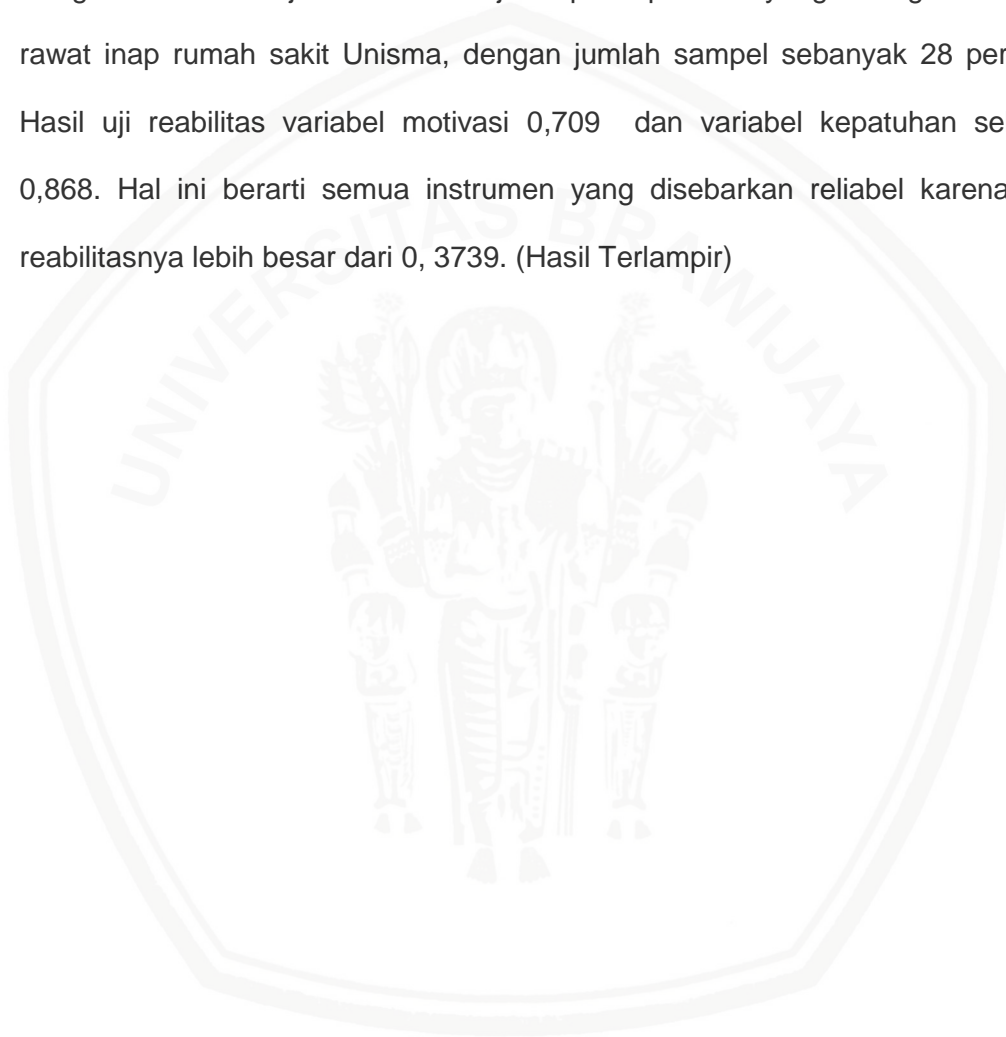 rawat inap rumah sakit Unisma, dengan jumlah sampel sebanyak 28
Hasil uji reabilitas variabel motivasi 0,709 dan variabel kepatuhan
0,868. Hal ini berarti semua instrumen yang disebarkan reliabel karena
reabilitasnya lebih besar dari 0, 3739. (Hasil Terlampir)
UNIVERSITAS BRAWIJAYA